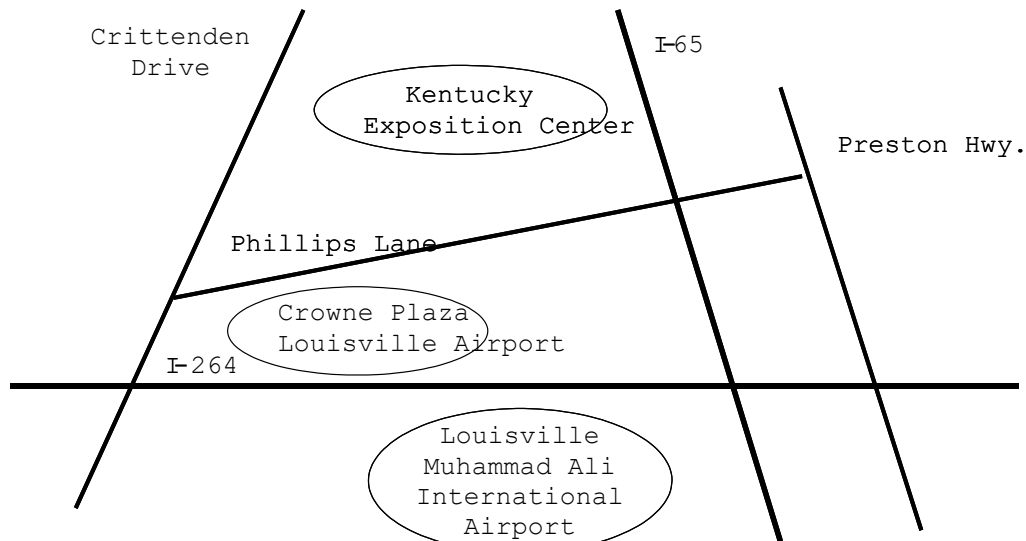 Crittenden
Drive
I-65
Kentucky
Exposition Center
Preston Hwy.
Phillips Lane
Crowne Plaza
Louisville Airport
I-264
Louisville
Muhammad Ali
International
Airport